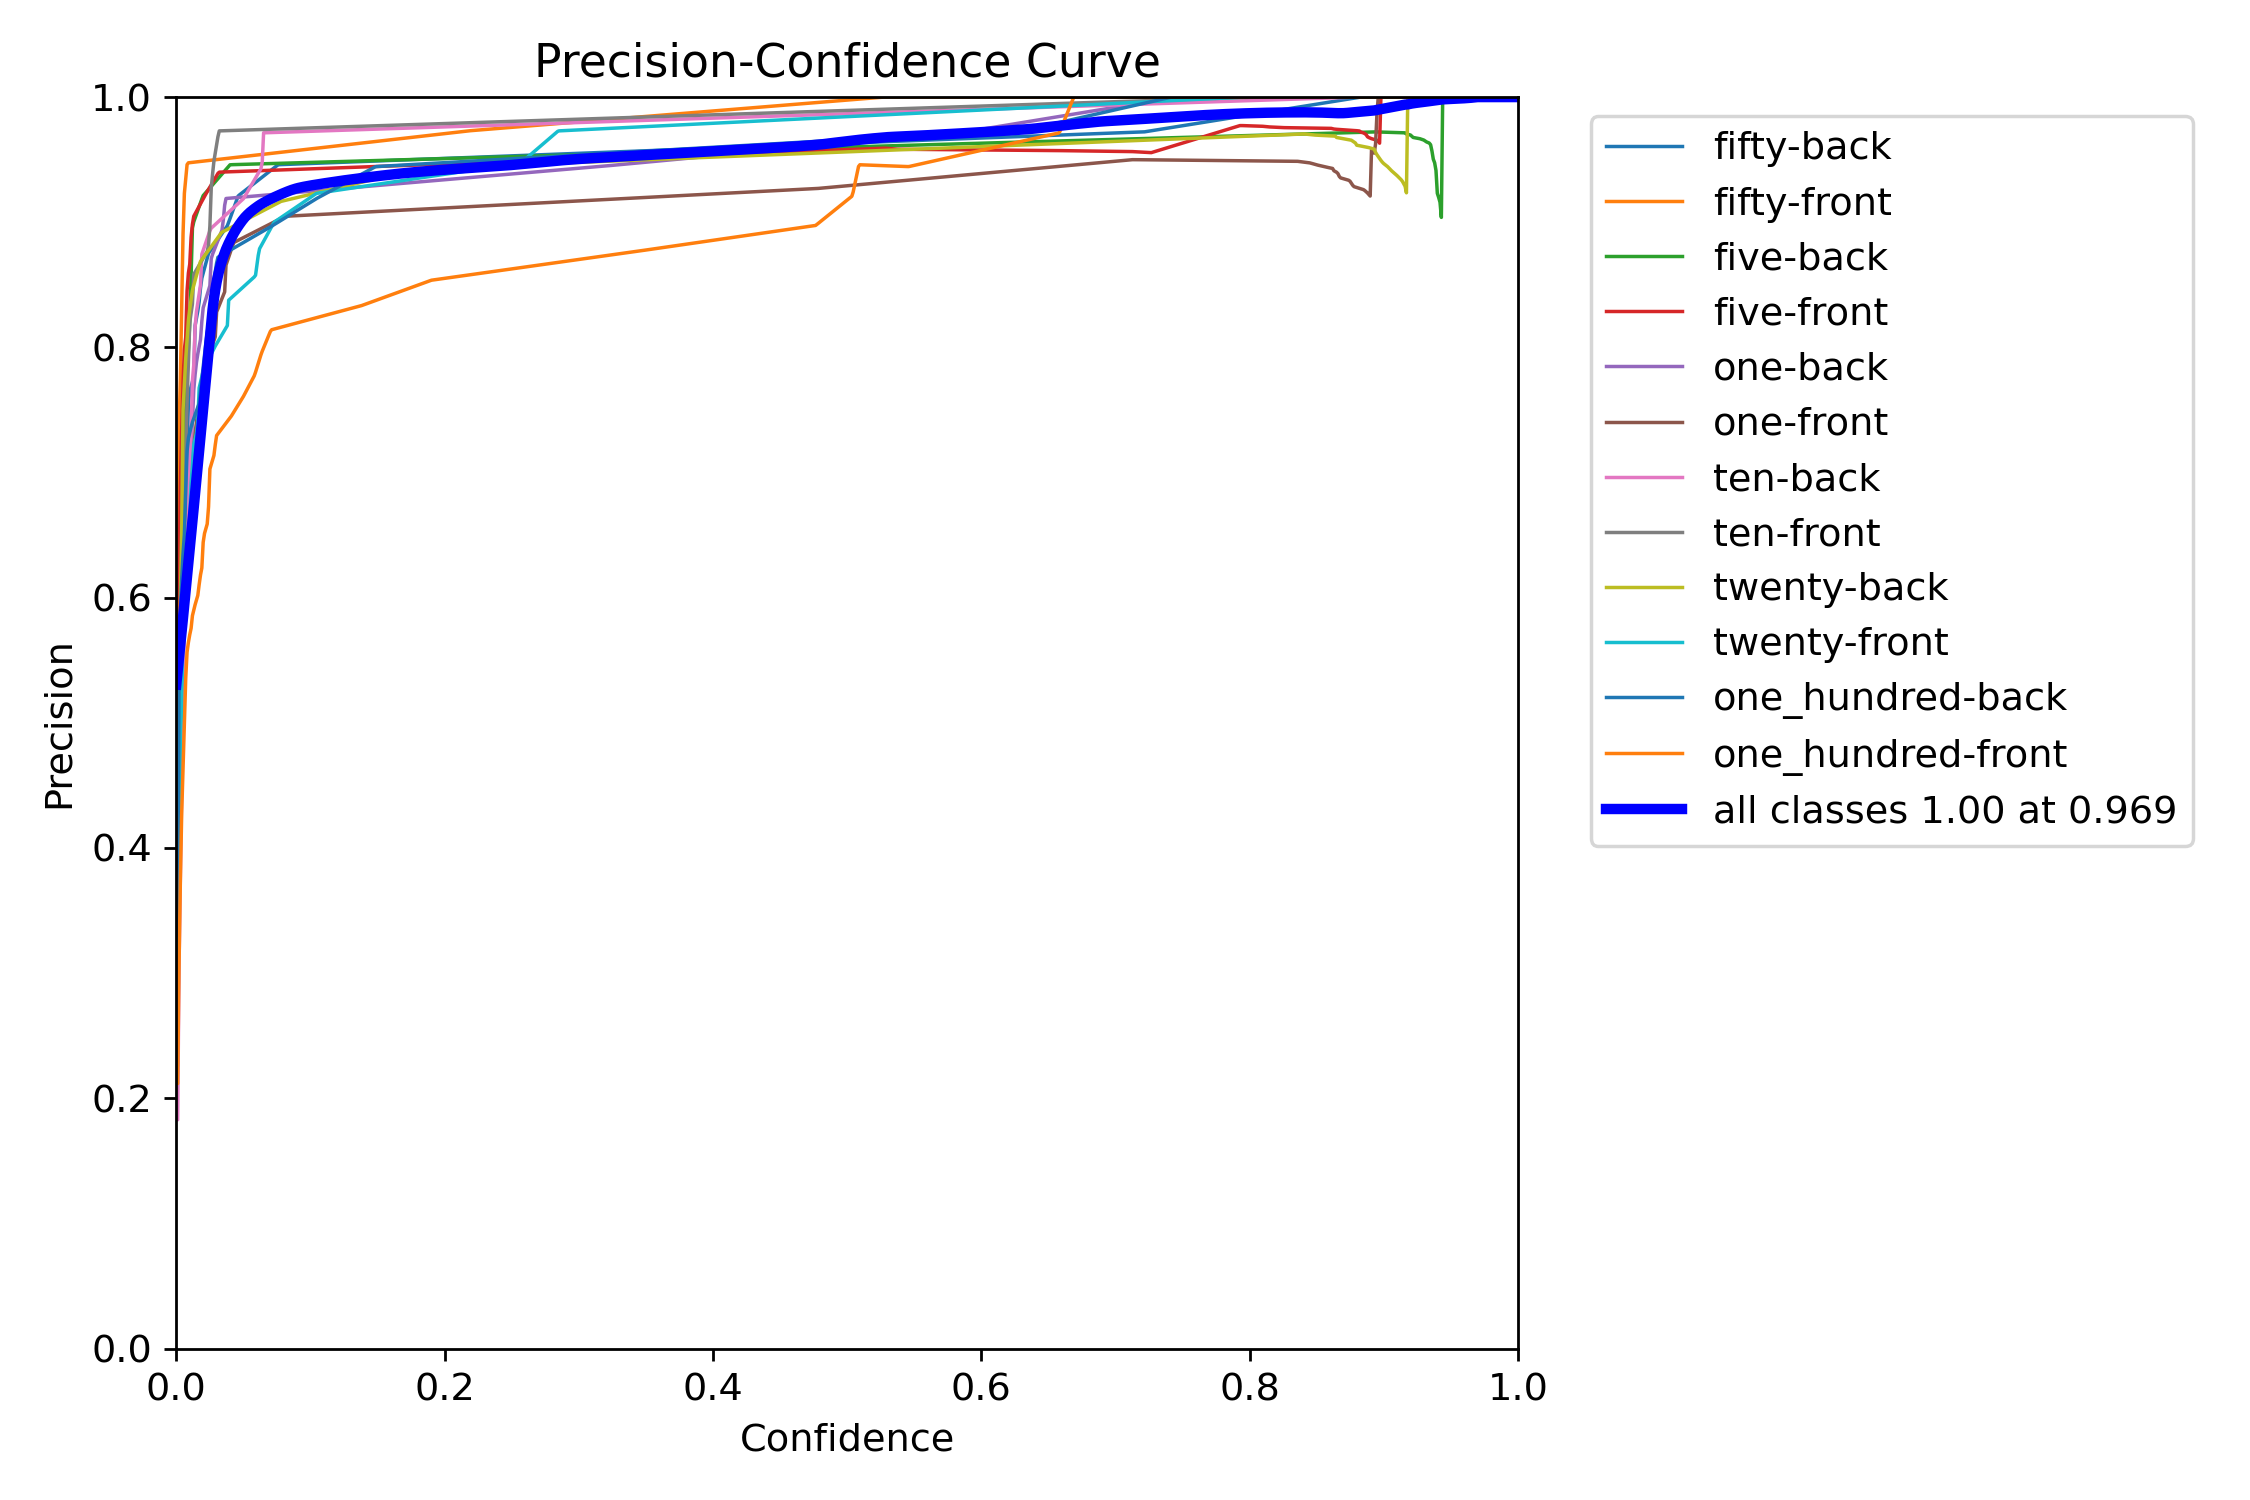 Precision-Confidence Curve
1.0
0.8
0.6
0.4
0.2
0.0
Precision
0.0 0.2 0.4 0.6 0.8 1.0
Confidence
fifty-back
fifty-front
five-back
five-front
one-back
one-front
ten-back
ten-front
twenty-back
twenty-front
one_hundred-back
one_hundred-front
all classes 1.00 at 0.969